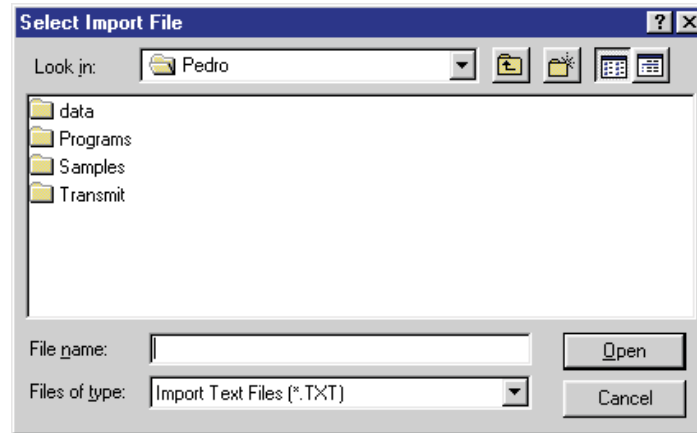 Select Import File
Look in: Pedro
data
Programs
Samples
Transmit
File name: Open
Files of type: Import Text Files (*.TXT) Cancel